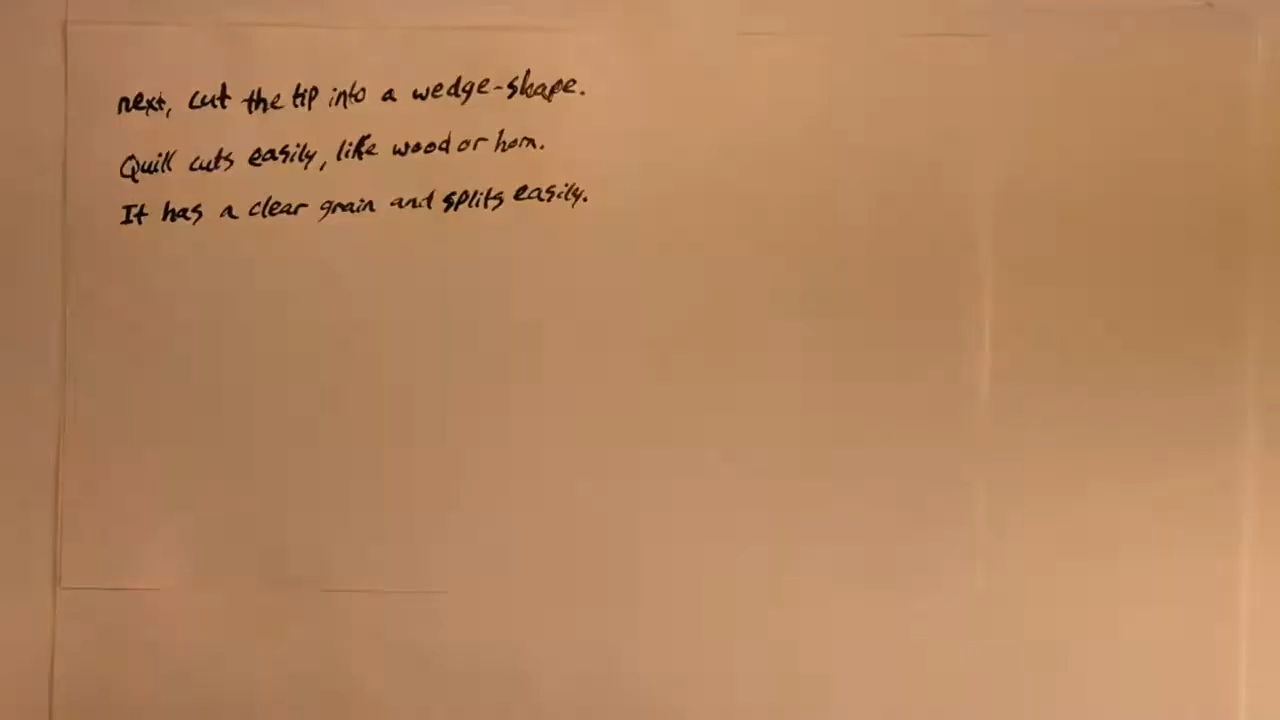 next, cut the tip into a wedge-shape.
Quill cuts easily, like wood or horn.
It has a clear grain and splits easily.